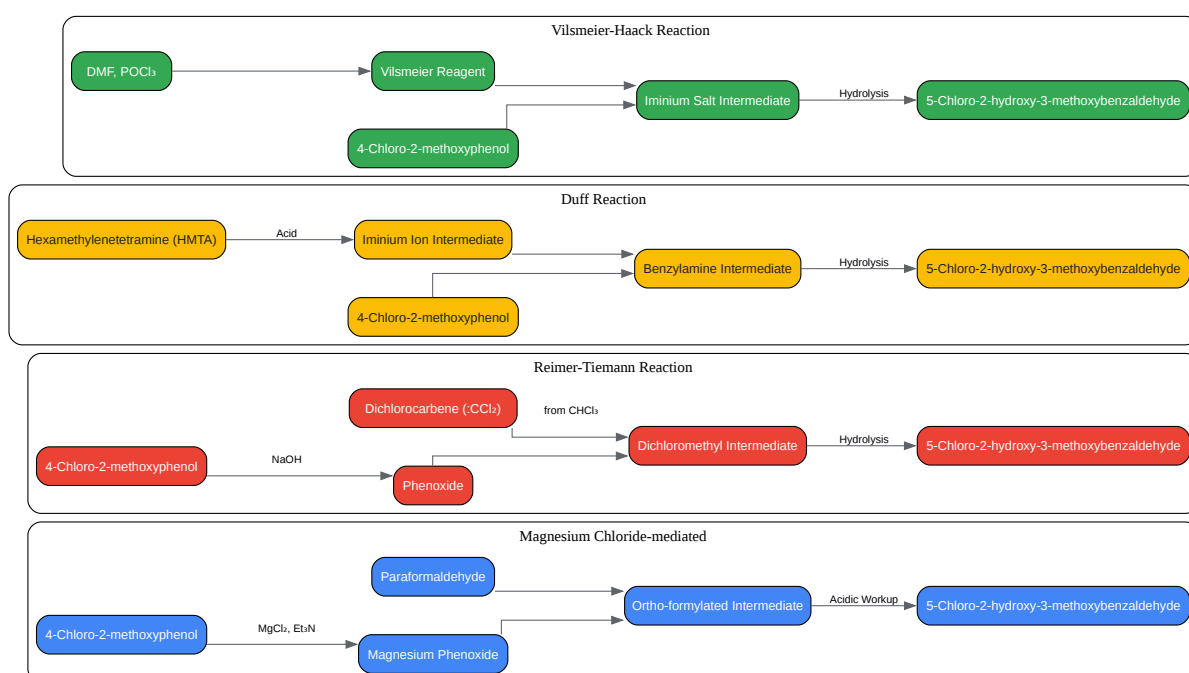 Vilsmeier-Haack Reaction
DMF, POCl₃
Vilsmeier Reagent
4-Chloro-2-methoxyphenol
Iminium Salt Intermediate
Hydrolysis
5-Chloro-2-hydroxy-3-methoxybenzaldehyde
Duff Reaction
Hexamethylenetetramine (HMTA)
Acid
Iminium Ion Intermediate
4-Chloro-2-methoxyphenol
Benzylamine Intermediate
Hydrolysis
5-Chloro-2-hydroxy-3-methoxybenzaldehyde
Reimer-Tiemann Reaction
Dichlorocarbene (:CCl₂)
from CHCl₃
4-Chloro-2-methoxyphenol
NaOH
Phenoxide
Dichloromethyl Intermediate
Hydrolysis
5-Chloro-2-hydroxy-3-methoxybenzaldehyde
Magnesium Chloride-mediated
Paraformaldehyde
4-Chloro-2-methoxyphenol
MgCl₂, Et₃N
Magnesium Phenoxide
Ortho-formylated Intermediate
Acidic Workup
5-Chloro-2-hydroxy-3-methoxybenzaldehyde